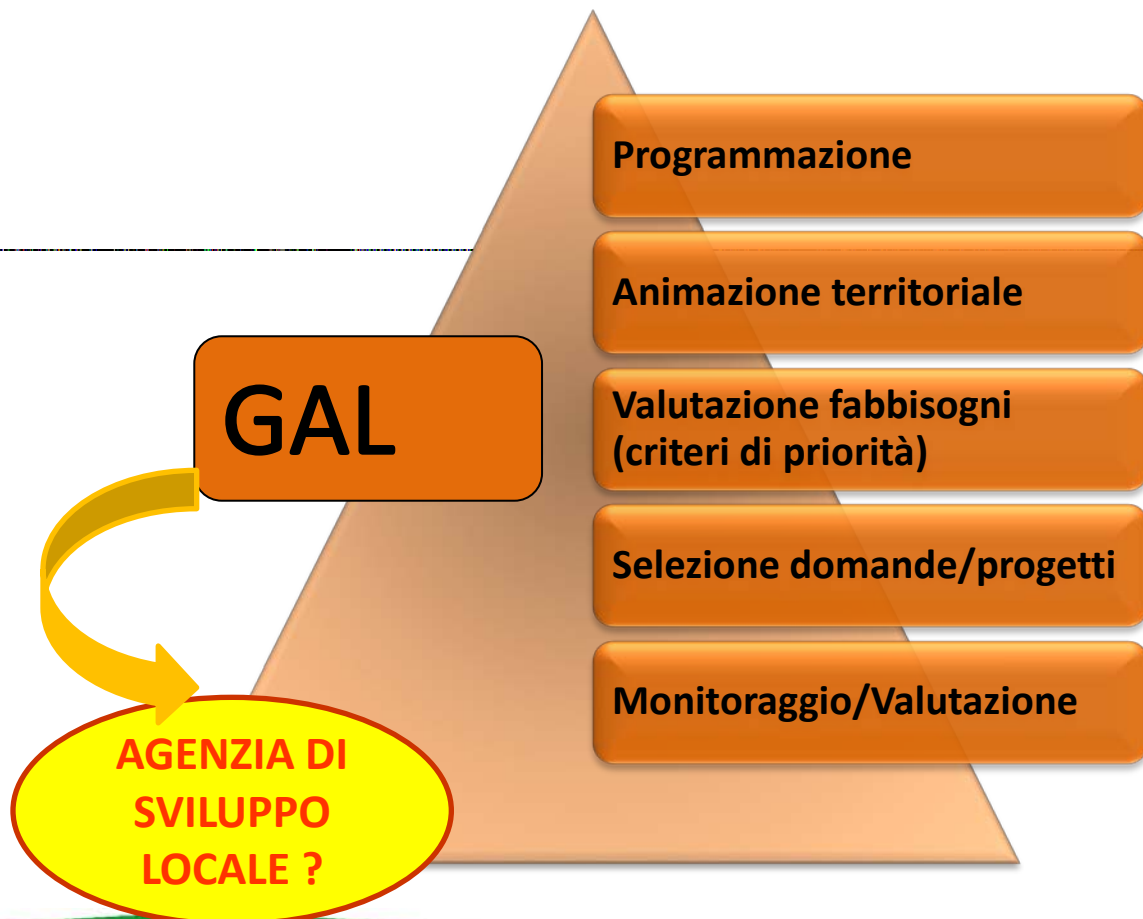 Programmazione
Animazione territoriale
GAL
Valutazione fabbisogni
(criteri di priorità)
Selezione domande/progetti
Monitoraggio/Valutazione
AGENZIA DI
SVILUPPO
LOCALE ?